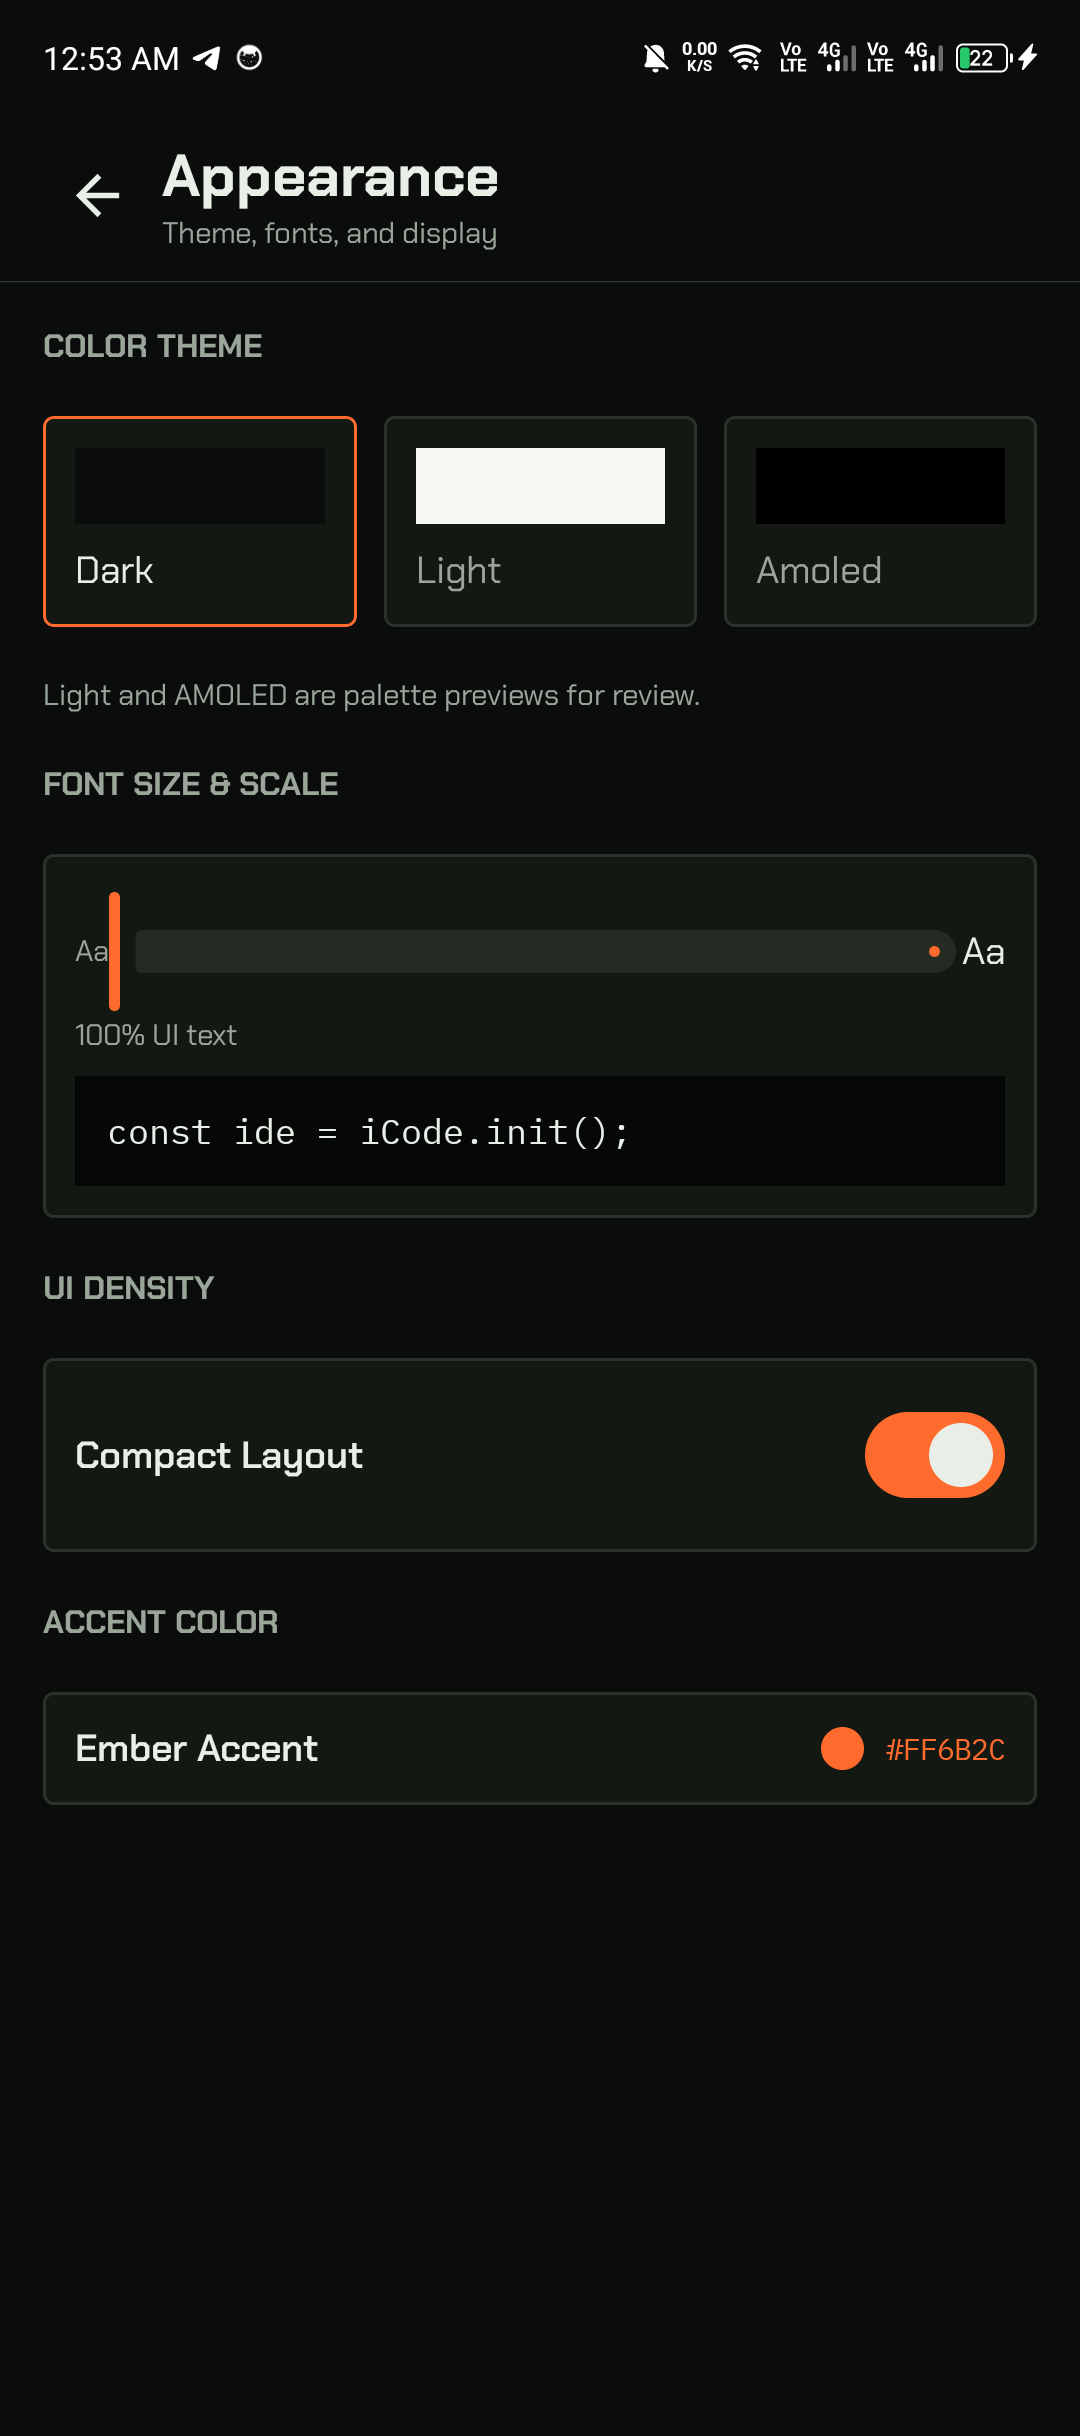 12:53 AM
0.00 K/S
Vo LTE 4G Vo LTE 4G 22
Appearance
Theme, fonts, and display
COLOR THEME
Dark Light Amoled
Light and AMOLED are palette previews for review.
FONT SIZE & SCALE
Aa Aa
100% UI text
const ide = iCode.init();
UI DENSITY
Compact Layout
ACCENT COLOR
Ember Accent #FF6B2C